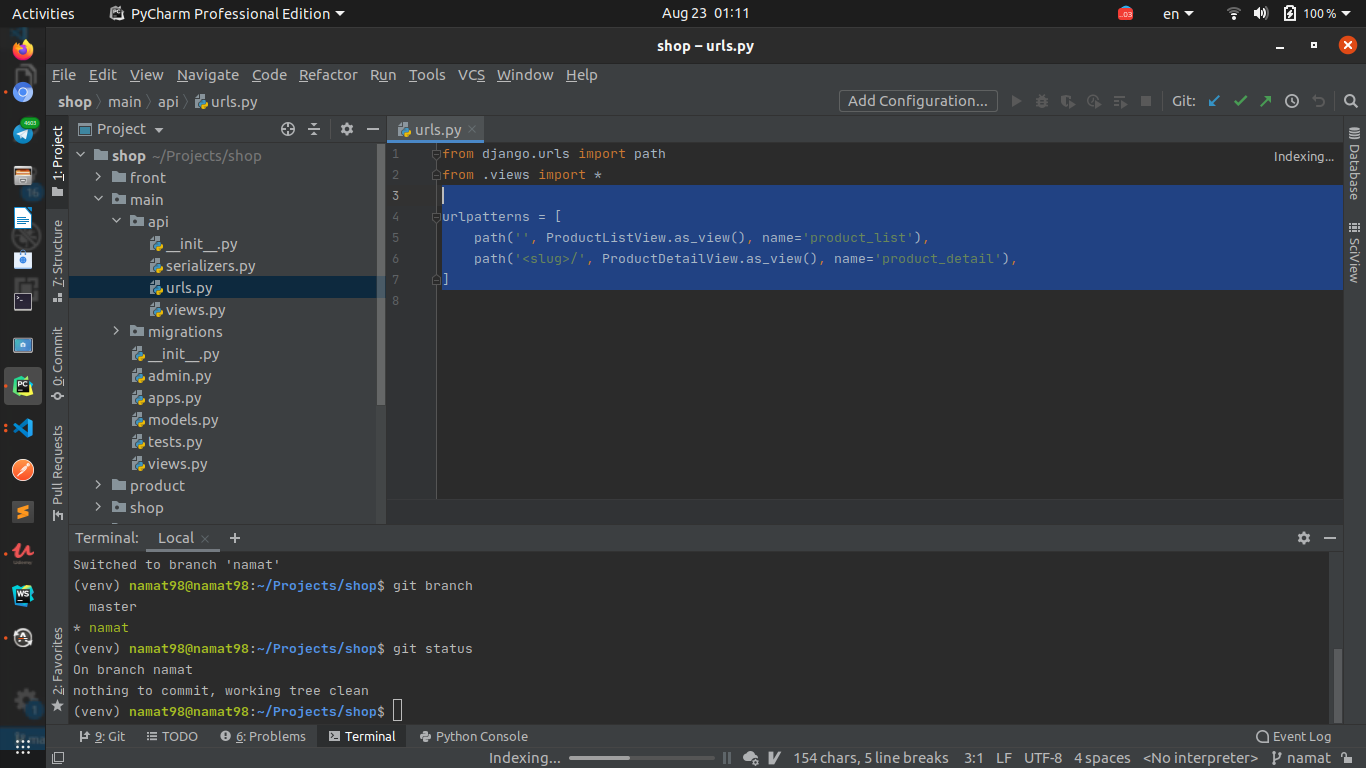 Activities
PyCharm Professional Edition
Aug 23 01:11
en
100 %
shop – urls.py
File Edit View Navigate Code Refactor Run Tools VCS Window Help
shop main api urls.py
Add Configuration...
Git:
1: Project
7: Structure
0: Commit
Pull Requests
2: Favorites
Project
shop ~/Projects/shop
front
main
api
__init__.py
serializers.py
urls.py
views.py
migrations
__init__.py
admin.py
apps.py
models.py
tests.py
views.py
product
shop
urls.py
Indexing...
1 from django.urls import path
2 from .views import *
3
4 urlpatterns = [
5 path('', ProductListView.as_view(), name='product_list'),
6 path('<slug>/', ProductDetailView.as_view(), name='product_detail'),
7 ]
8
Database
SciView
Terminal: Local +
Switched to branch 'namat'
(venv) namat98@namat98:~/Projects/shop$ git branch
master
* namat
(venv) namat98@namat98:~/Projects/shop$ git status
On branch namat
nothing to commit, working tree clean
(venv) namat98@namat98:~/Projects/shop$
9: Git TODO 6: Problems Terminal Python Console
Event Log
Indexing...
154 chars, 5 line breaks 3:1 LF UTF-8 4 spaces <No interpreter> namat